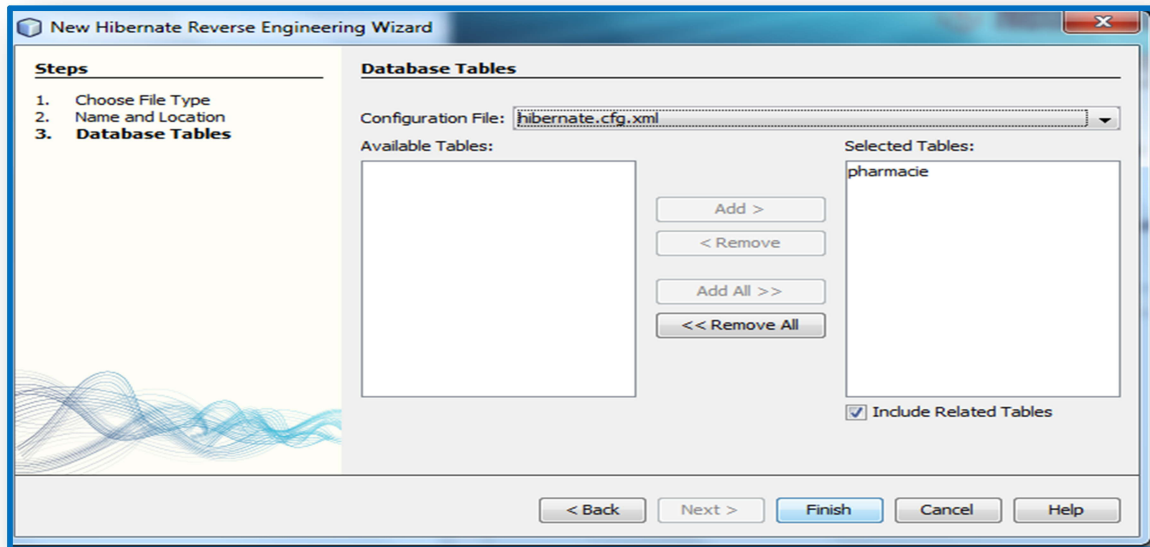 New Hibernate Reverse Engineering Wizard
Steps
1. Choose File Type
2. Name and Location
3. Database Tables
Database Tables
Configuration File: hibernate.cfg.xml
Available Tables:
Selected Tables:
pharmacie
Add >
< Remove
Add All >>
<< Remove All
Include Related Tables
< Back
Next >
Finish
Cancel
Help